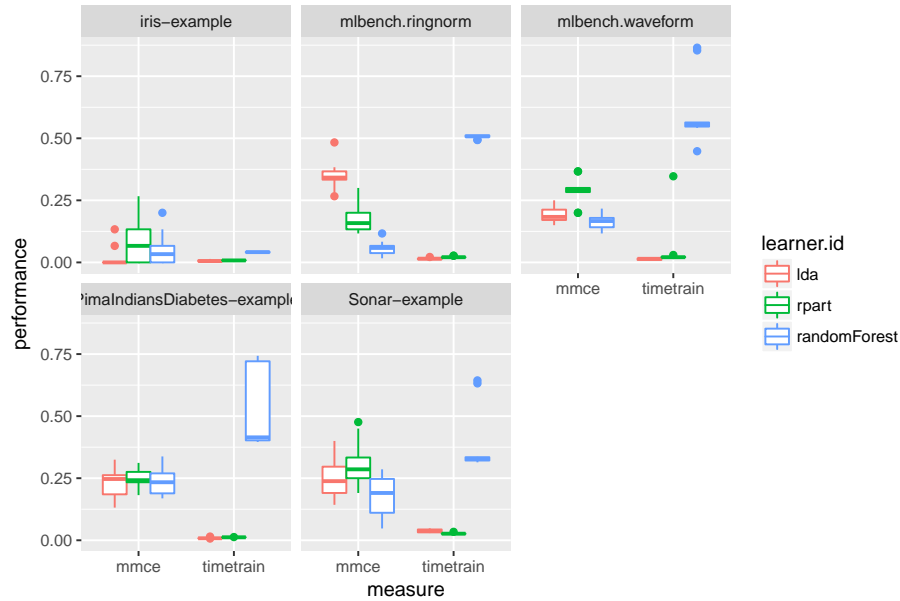 iris−example
mlbench.ringnorm
mlbench.waveform
0.75
0.50
0.25
0.00
mmce
timetrain
PimaIndiansDiabetes−example
Sonar−example
0.75
0.50
0.25
0.00
mmce
timetrain
mmce
timetrain
measure
performance
learner.id
lda
rpart
randomForest